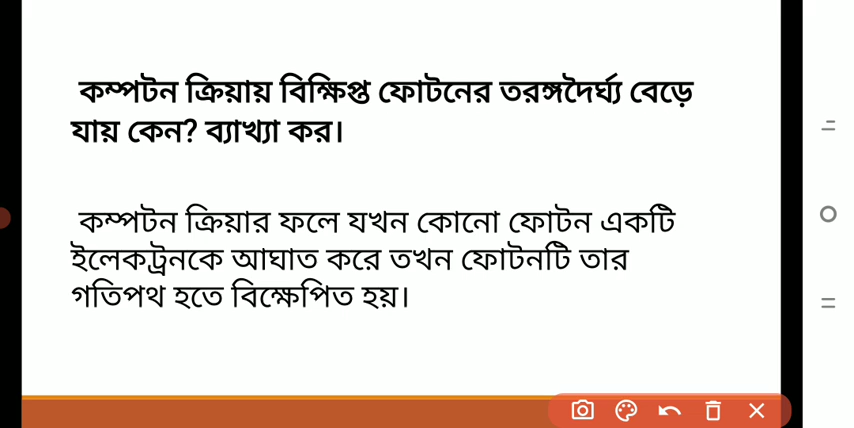 কম্পটন ক্রিয়ায় বিক্ষিপ্ত ফোটনের তরঙ্গদৈর্ঘ্য বেড়ে
যায় কেন? ব্যাখ্যা কর।
কম্পটন ক্রিয়ার ফলে যখন কোনো ফোটন একটি
ইলেকট্রনকে আঘাত করে তখন ফোটনটি তার
গতিপথ হতে বিক্ষেপিত হয়।